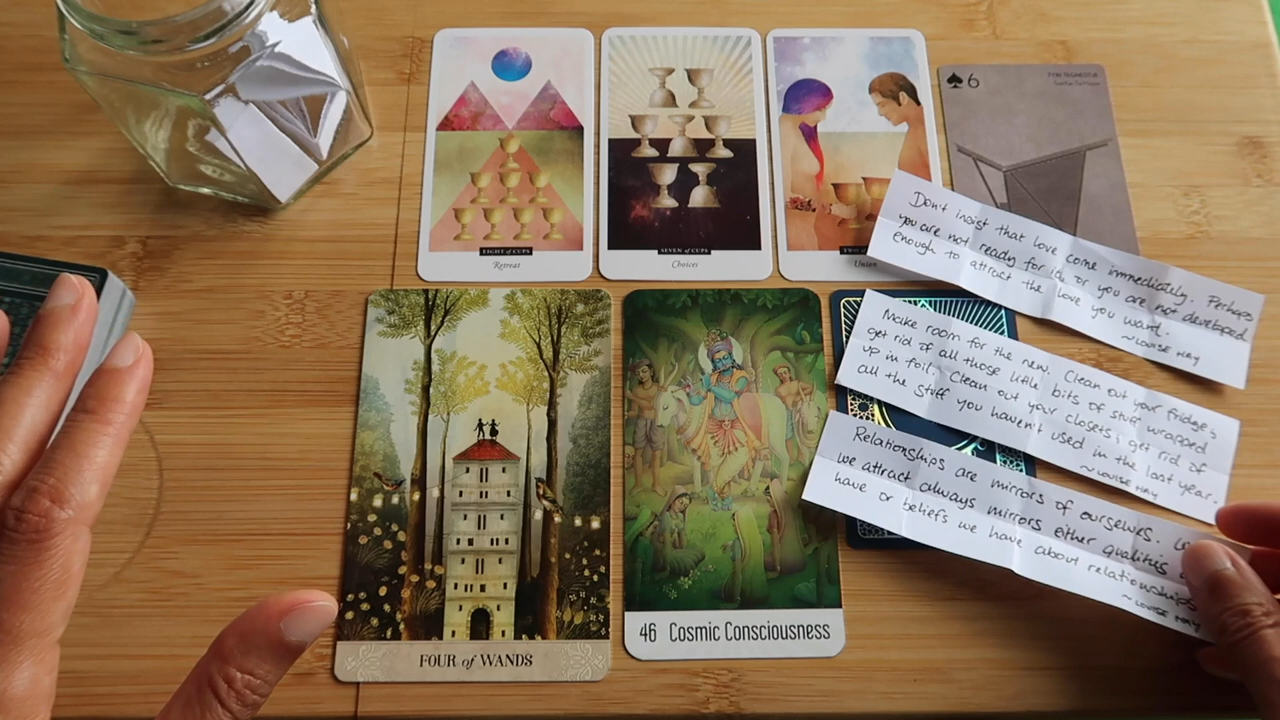 EIGHT of CUPS
Retreat
SEVEN of CUPS
Choices
TWO of
Union
6
Don't insist that love come immediately. Perhaps
you are not ready for it, or you are not developed
enough to attract the love you want.
~LOUISE HAY
Make room for the new. Clean out your fridge;
get rid of all those little bits of stuff wrapped
up in foil. Clean out your closets; get rid of
all the stuff you haven't used in the last year.
~LOUISE HAY
Relationships are mirrors of ourselves.
we attract always mirrors either qualities
have or beliefs we have about relationships
~LOUISE HAY
FOUR of WANDS
46 Cosmic Consciousness